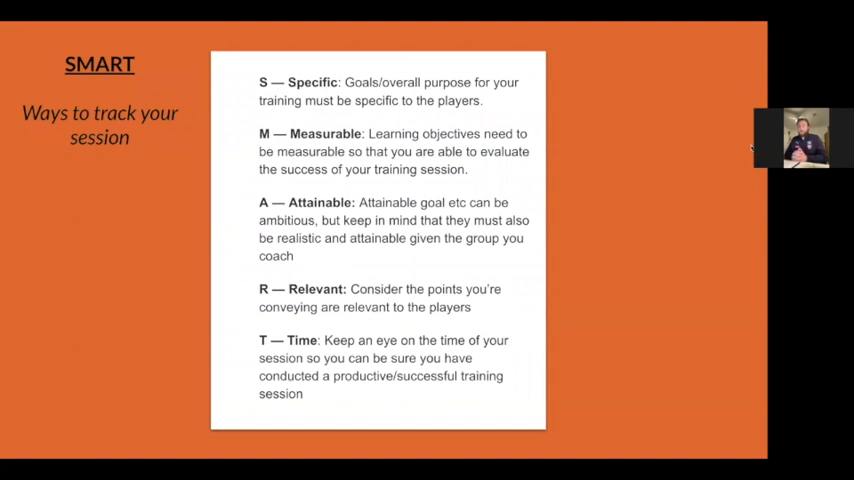 SMART
Ways to track your
session
S — Specific: Goals/overall purpose for your
training must be specific to the players.
M — Measurable: Learning objectives need to
be measurable so that you are able to evaluate
the success of your training session.
A — Attainable: Attainable goal etc can be
ambitious, but keep in mind that they must also
be realistic and attainable given the group you
coach
R — Relevant: Consider the points you're
conveying are relevant to the players
T — Time: Keep an eye on the time of your
session so you can be sure you have
conducted a productive/successful training
session